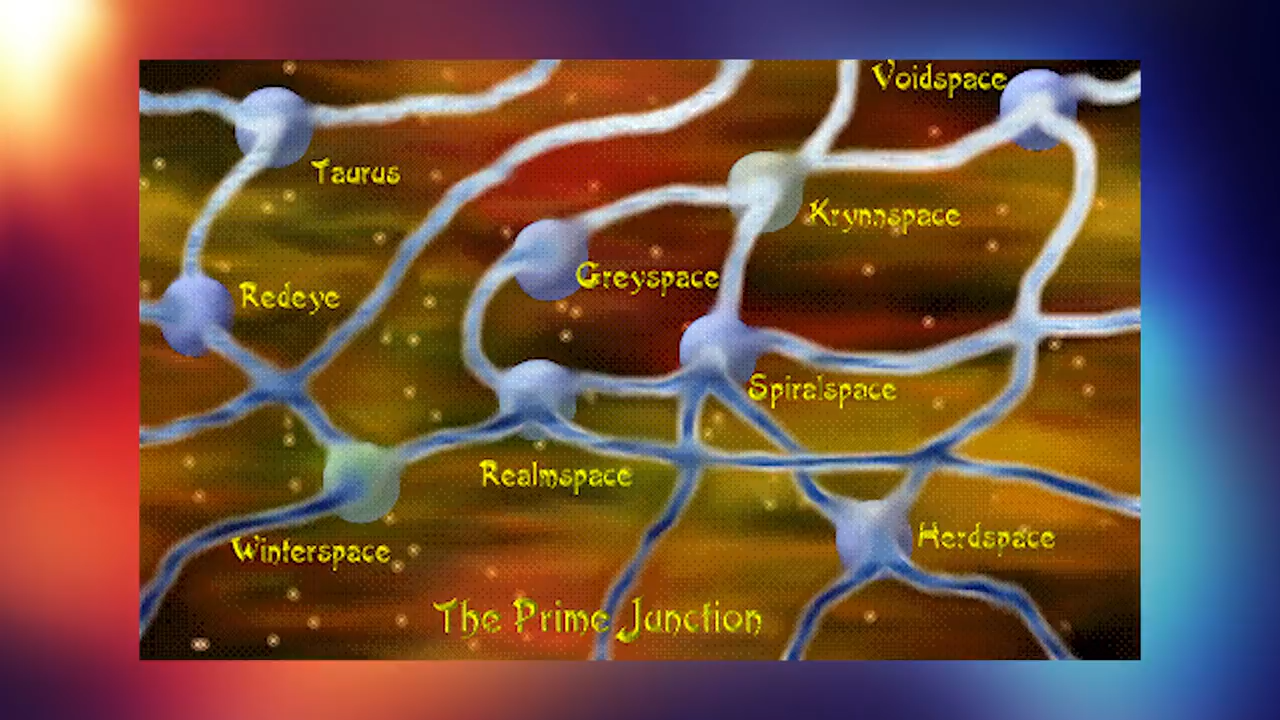 Voidspace
Taurus
Krynnspace
Greyspace
Redeye
Spiralspace
Realmspace
Winterspace
Herdspace
The Prime Junction